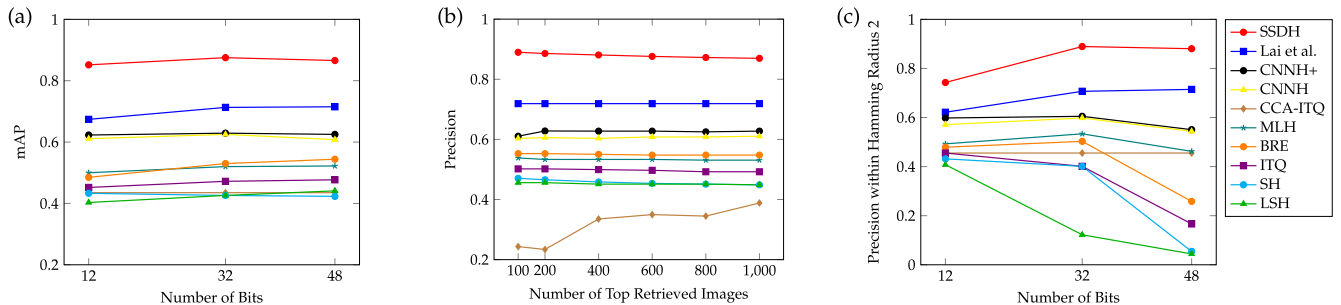 (a)
1
0.8
0.6
0.4
0.2
mAP
12
32
48
Number of Bits
(b)
1
0.8
0.6
0.4
0.2
Precision
100
200
400
600
800
1,000
Number of Top Retrieved Images
(c)
1
0.8
0.6
0.4
0.2
0
Precision within Hamming Radius 2
12
32
48
Number of Bits
SSDH
Lai et al.
CNNH+
CNNH
CCA-ITQ
MLH
BRE
ITQ
SH
LSH